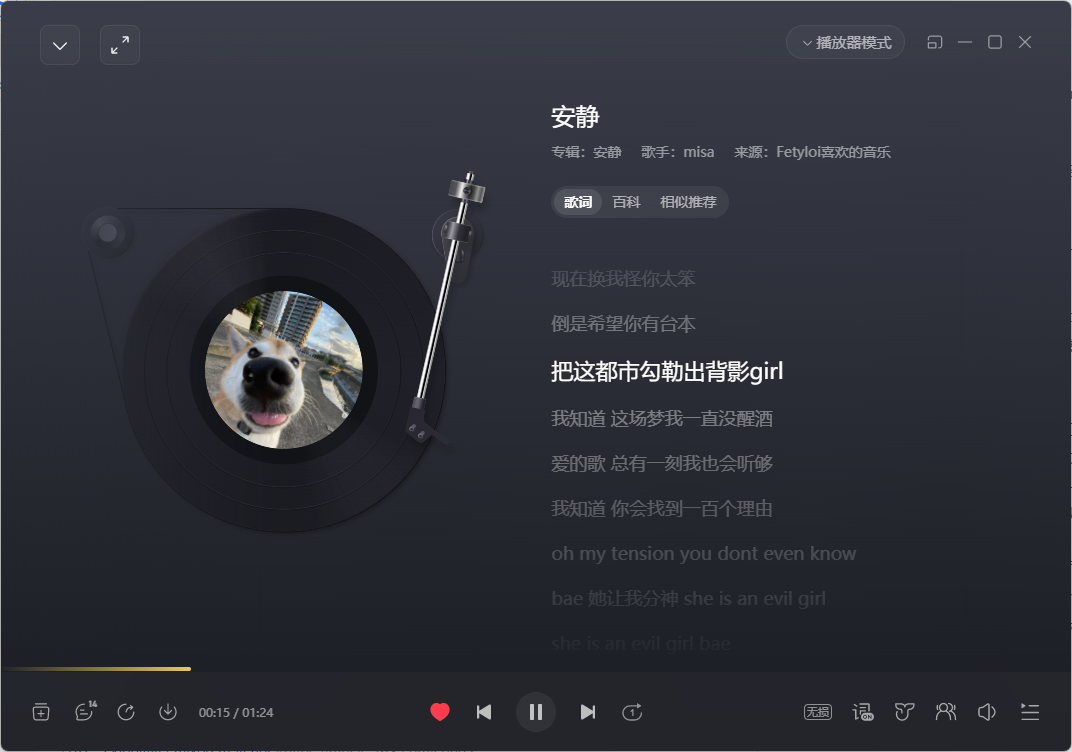 播放器模式
安静
专辑：安静 歌手：misa 来源：Fetyloi喜欢的音乐
歌词 百科 相似推荐
现在换我怪你太笨
倒是希望你有台本
把这都市勾勒出背影girl
我知道 这场梦我一直没醒酒
爱的歌 总有一刻我也会听够
我知道 你会找到一百个理由
oh my tension you dont even know
bae 她让我分神 she is an evil girl
she is an evil girl bae
14 00:15 / 01:24 1 无损 词 ON